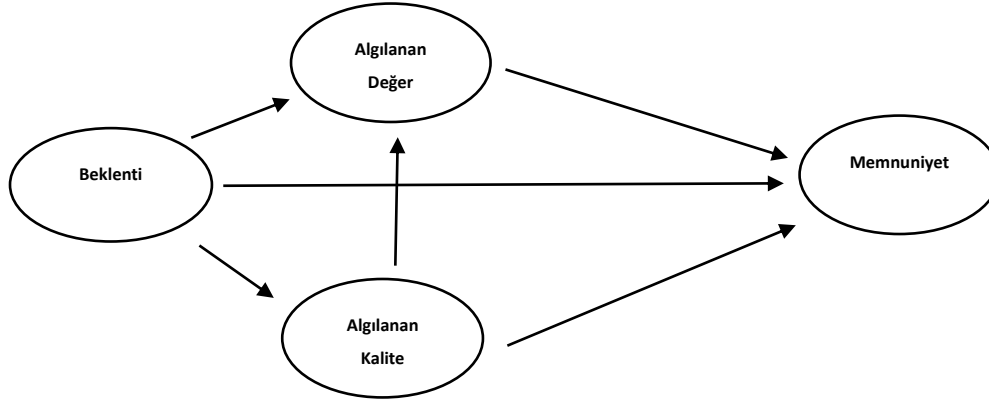 Algılanan
Değer
Beklenti
Memnuniyet
Algılanan
Kalite